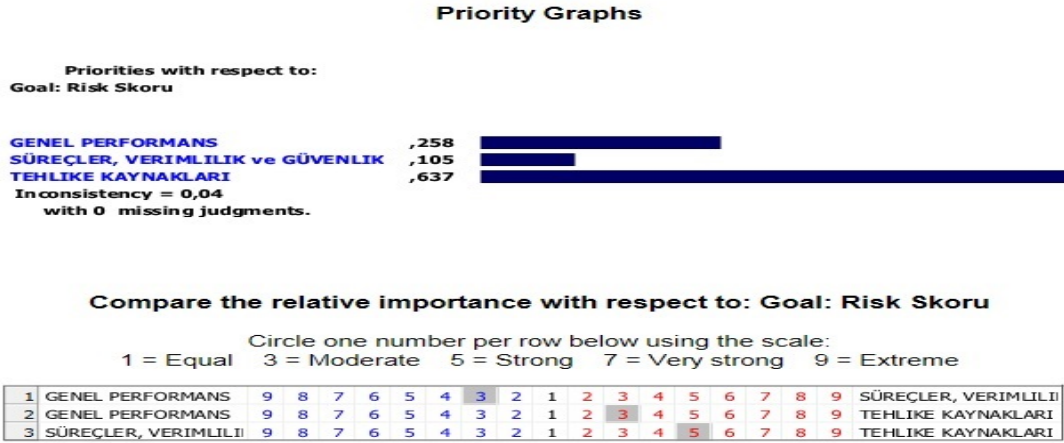 Priority Graphs
Priorities with respect to:
Goal: Risk Skoru
GENEL PERFORMANS ,258
SÜREÇLER, VERIMLILIK ve GÜVENLIK ,105
TEHLIKE KAYNAKLARI ,637
Inconsistency = 0,04
with 0 missing judgments.
Compare the relative importance with respect to: Goal: Risk Skoru
Circle one number per row below using the scale:
1 = Equal 3 = Moderate 5 = Strong 7 = Very strong 9 = Extreme
1 GENEL PERFORMANS 9 8 7 6 5 4 3 2 1 2 3 4 5 6 7 8 9 SÜREÇLER, VERIMLILI
2 GENEL PERFORMANS 9 8 7 6 5 4 3 2 1 2 3 4 5 6 7 8 9 TEHLIKE KAYNAKLARI
3 SÜREÇLER, VERIMLILI 9 8 7 6 5 4 3 2 1 2 3 4 5 6 7 8 9 TEHLIKE KAYNAKLARI